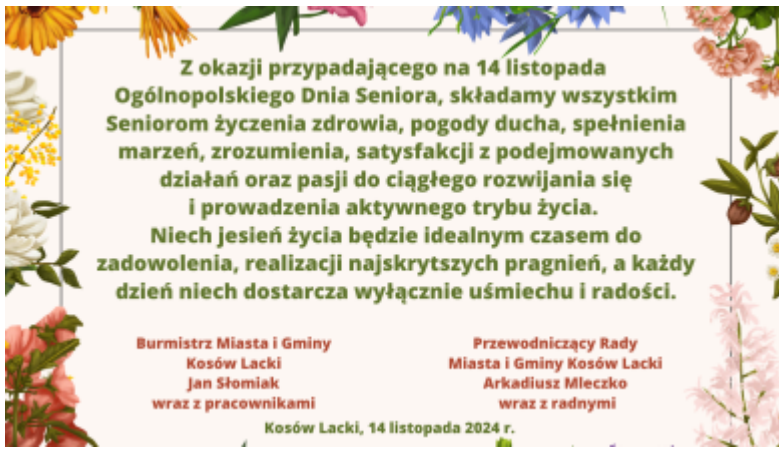 Z okazji przypadającego na 14 listopada
Ogólnopolskiego Dnia Seniora, składamy wszystkim
Seniorom życzenia zdrowia, pogody ducha, spełnienia
marzeń, zrozumienia, satysfakcji z podejmowanych
działań oraz pasji do ciągłego rozwijania się
i prowadzenia aktywnego trybu życia.
Niech jesień życia będzie idealnym czasem do
zadowolenia, realizacji najskrytszych pragnień, a każdy
dzień niech dostarcza wyłącznie uśmiechu i radości.
Burmistrz Miasta i Gminy
Kosów Lacki
Jan Słomiak
wraz z pracownikami
Przewodniczący Rady
Miasta i Gminy Kosów Lacki
Arkadiusz Mleczko
wraz z radnymi
Kosów Lacki, 14 listopada 2024 r.